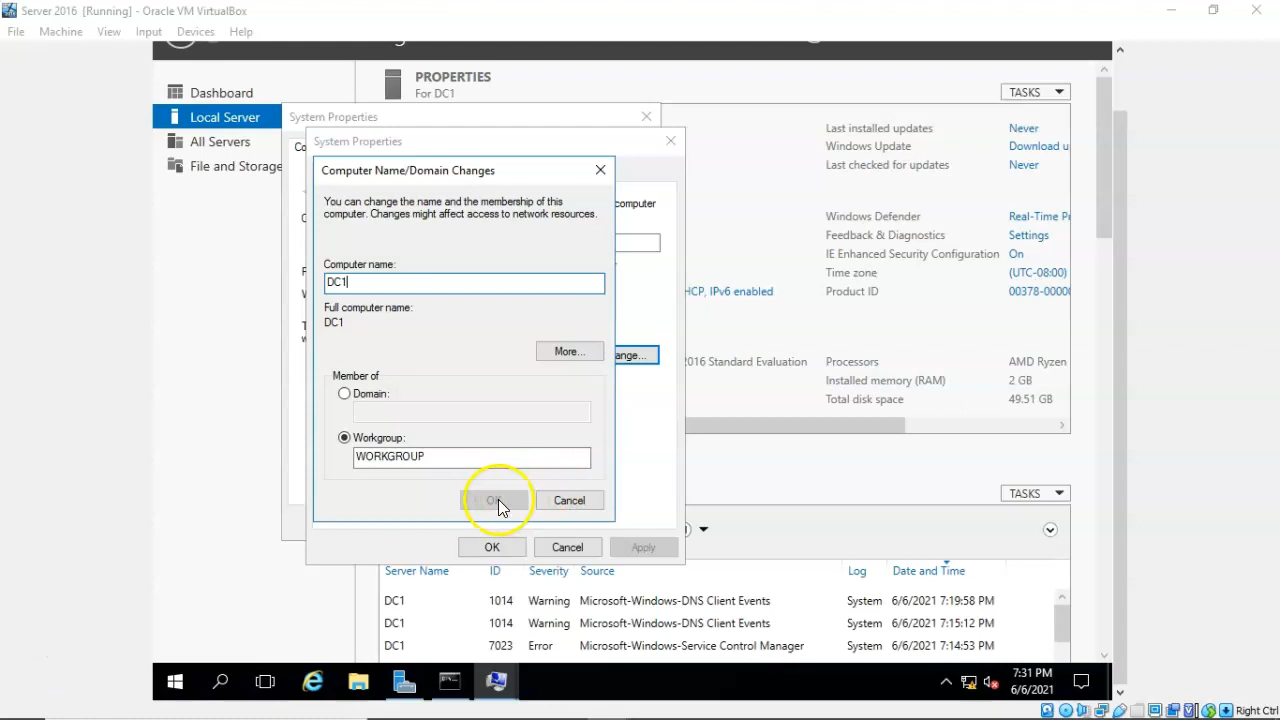 Server 2016 [Running] - Oracle VM VirtualBox
File Machine View Input Devices Help
Dashboard
Local Server
All Servers
File and Storage
PROPERTIES
For DC1
TASKS
System Properties
System Properties
Computer Name/Domain Changes
You can change the name and the membership of this
computer. Changes might affect access to network resources.
Computer name:
DC1
Full computer name:
DC1
More...
Member of
Domain:
Workgroup:
WORKGROUP
Cancel
OK Cancel Apply
computer
ange...
HCP, IPv6 enabled
2016 Standard Evaluation
Last installed updates Never
Windows Update Download u
Last checked for updates Never
Windows Defender Real-Time Pr
Feedback & Diagnostics Settings
IE Enhanced Security Configuration On
Time zone (UTC-08:00)
Product ID 00378-00000
Processors AMD Ryzen
Installed memory (RAM) 2 GB
Total disk space 49.51 GB
TASKS
Server Name ID Severity Source Log Date and Time
DC1 1014 Warning Microsoft-Windows-DNS Client Events System 6/6/2021 7:19:58 PM
DC1 1014 Warning Microsoft-Windows-DNS Client Events System 6/6/2021 7:15:12 PM
DC1 7023 Error Microsoft-Windows-Service Control Manager System 6/6/2021 7:14:53 PM
7:31 PM
6/6/2021
Right Ctrl